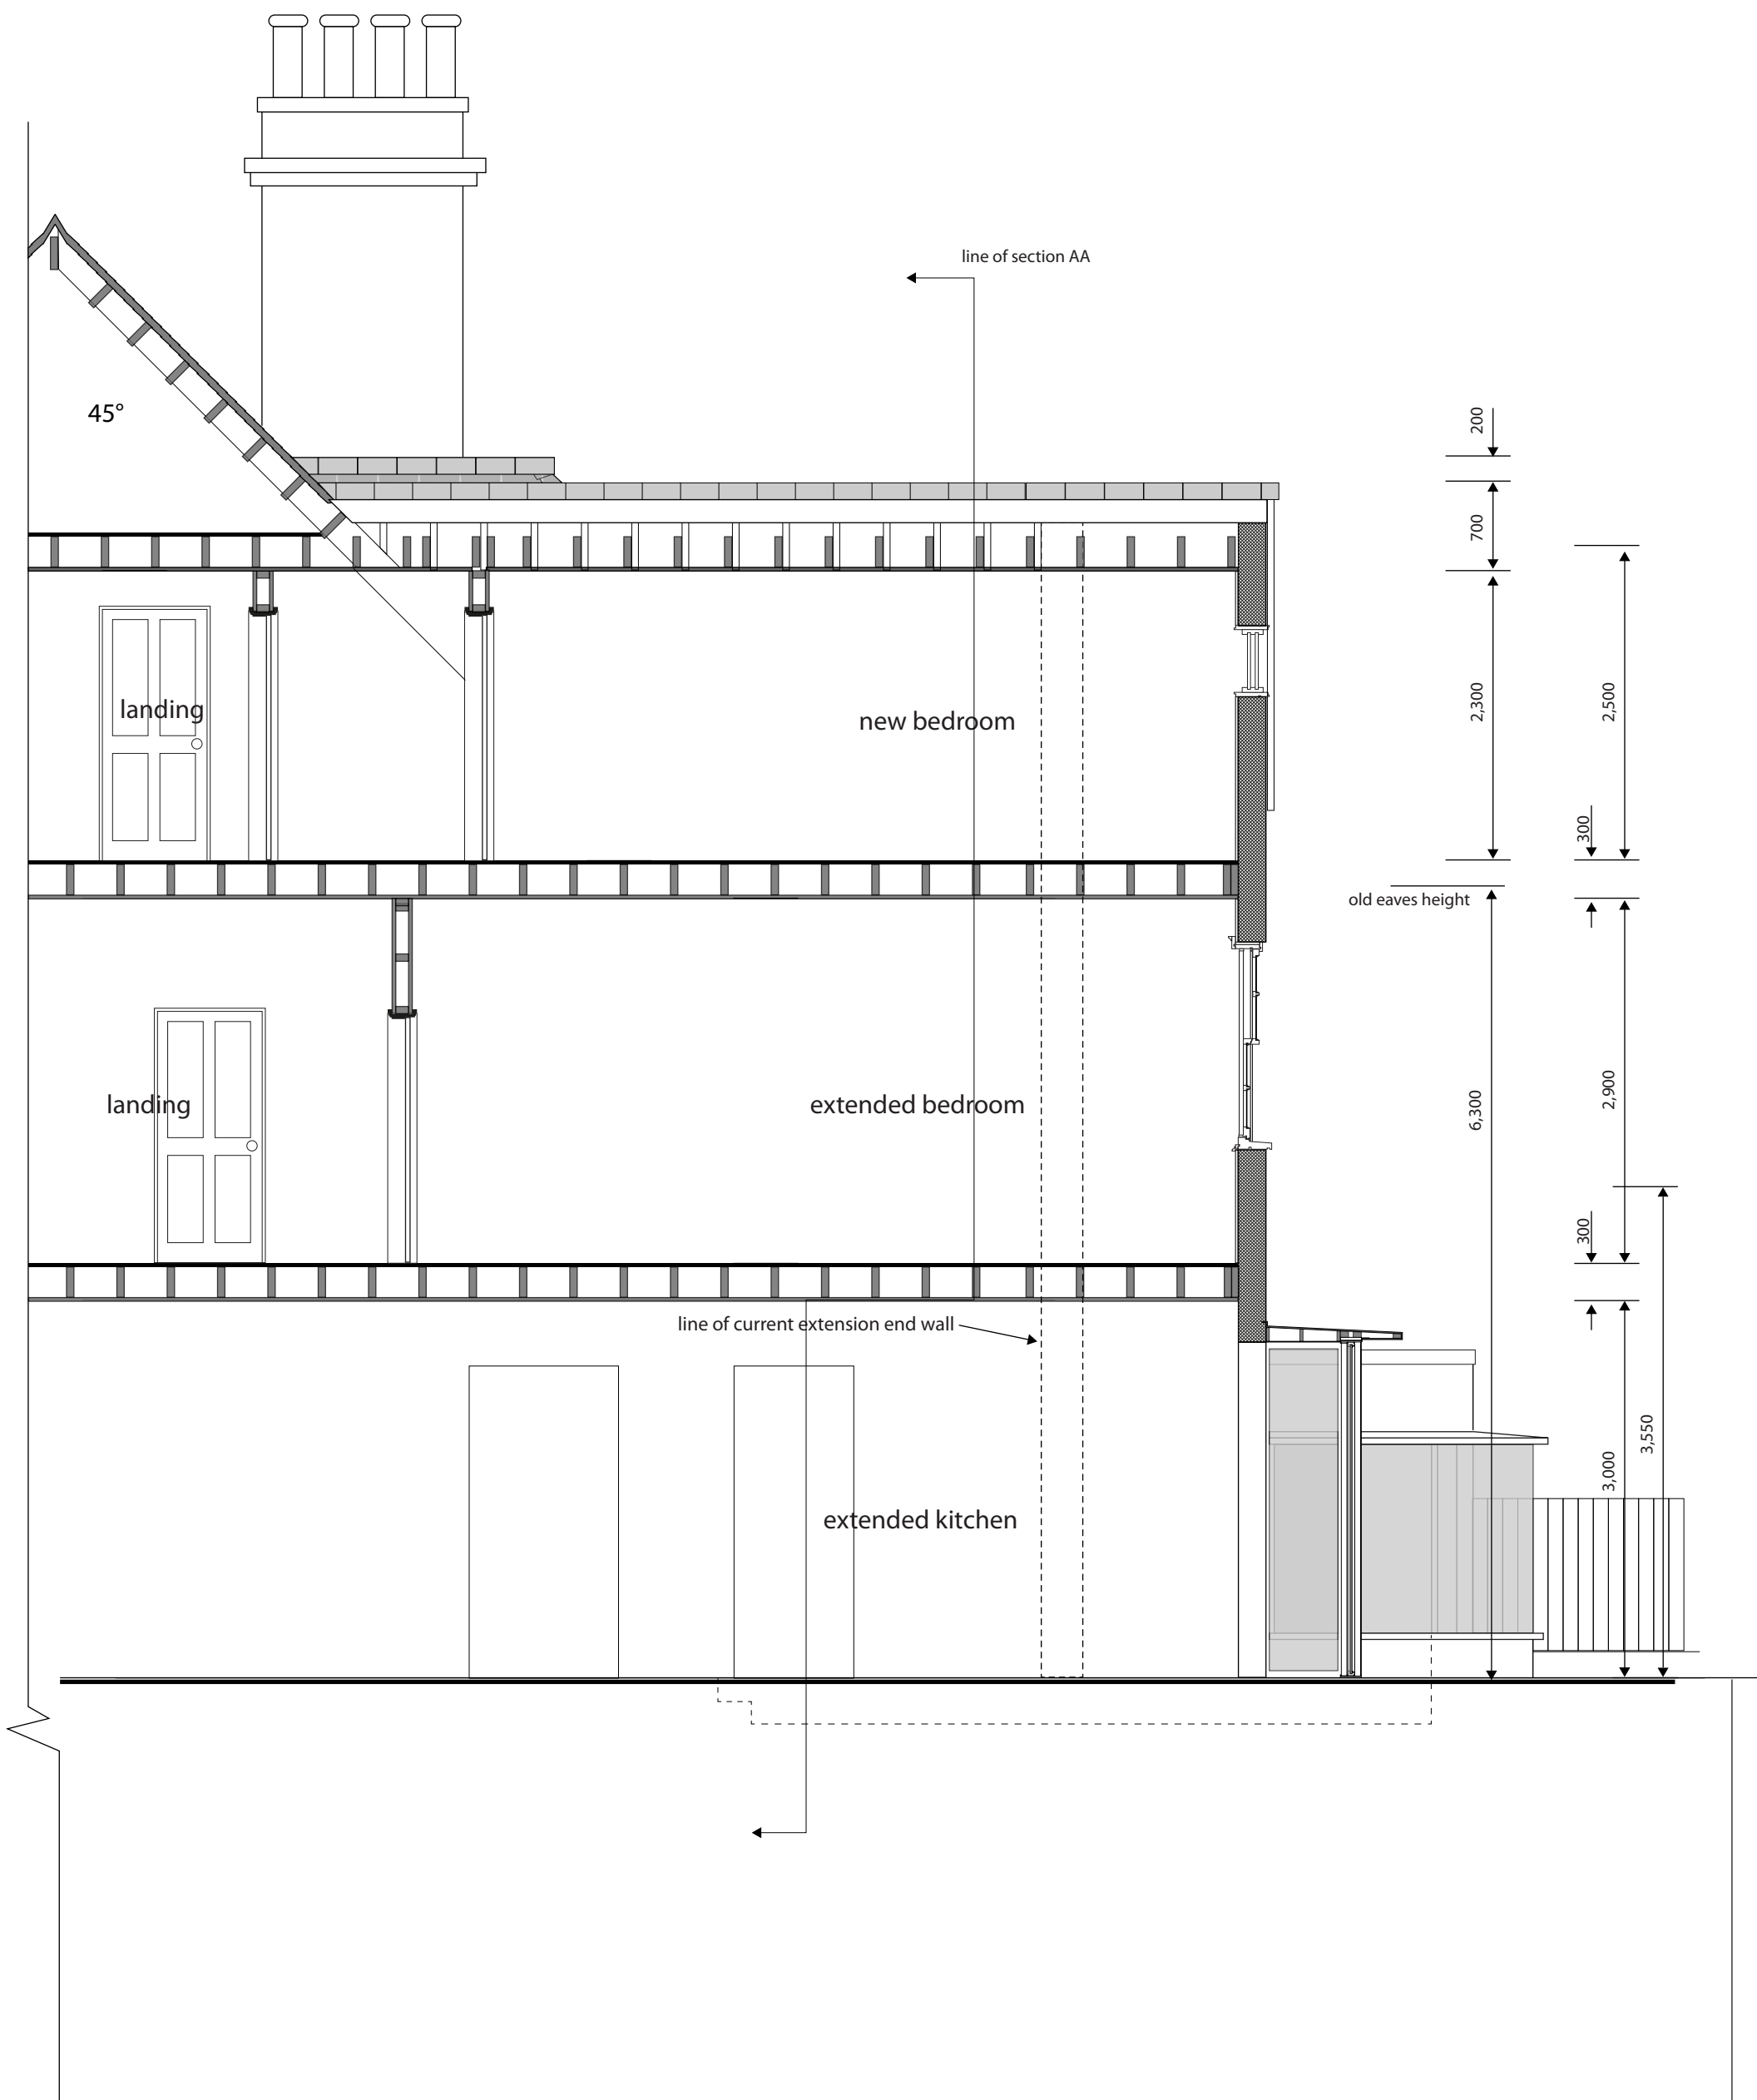 line of section AA
45°
200
700
landing
new bedroom
2,300
2,500
300
old eaves height
landing
extended bedroom
6,300
2,900
300
line of current extension end wall
3,550
3,000
extended kitchen